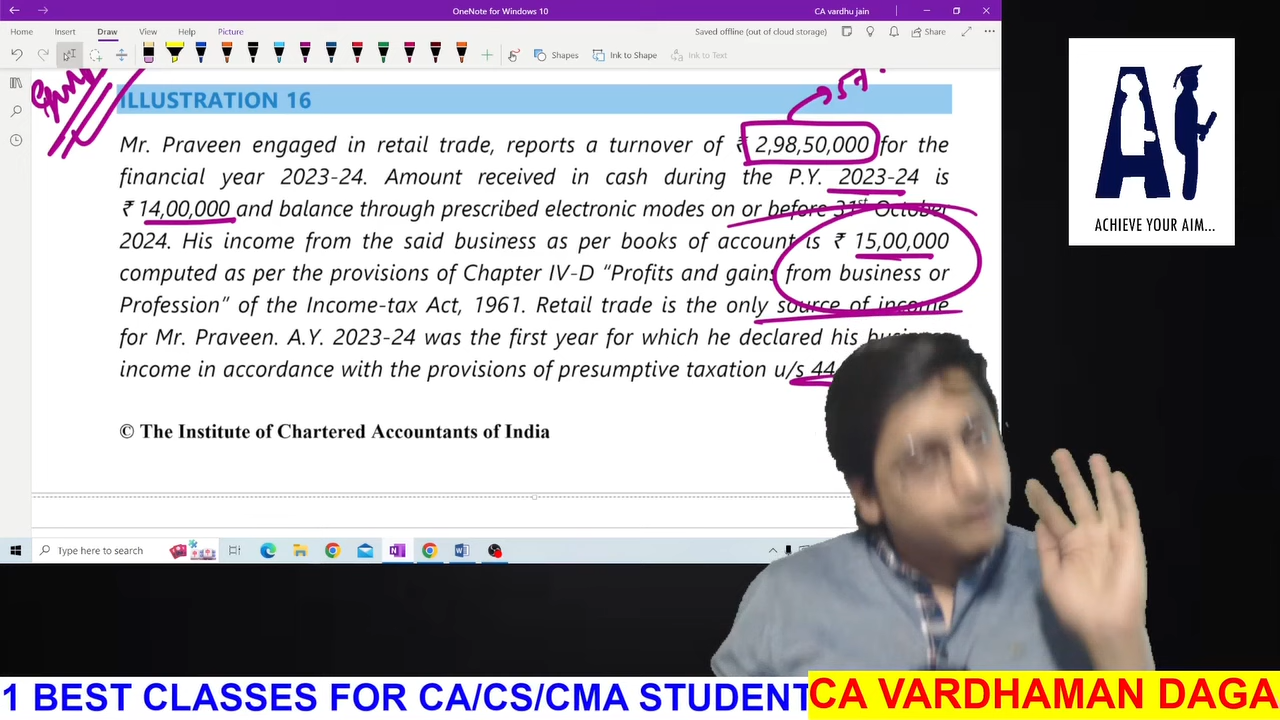 OneNote for Windows 10
CA vardhu jain
Home
Insert
Draw
View
Help
Picture
Saved offline (out of cloud storage)
Share
Shapes
Ink to Shape
Ink to Text
ILLUSTRATION 16
Mr. Praveen engaged in retail trade, reports a turnover of ₹ 2,98,50,000 for the
financial year 2023-24. Amount received in cash during the P.Y. 2023-24 is
₹ 14,00,000 and balance through prescribed electronic modes on or before 31st October
2024. His income from the said business as per books of account is ₹ 15,00,000
computed as per the provisions of Chapter IV-D "Profits and gains from business or
Profession" of the Income-tax Act, 1961. Retail trade is the only source of income
for Mr. Praveen. A.Y. 2023-24 was the first year for which he declared his business
income in accordance with the provisions of presumptive taxation u/s 44
© The Institute of Chartered Accountants of India
Type here to search
ACHIEVE YOUR AIM...
1 BEST CLASSES FOR CA/CS/CMA STUDENT
CA VARDHAMAN DAGA